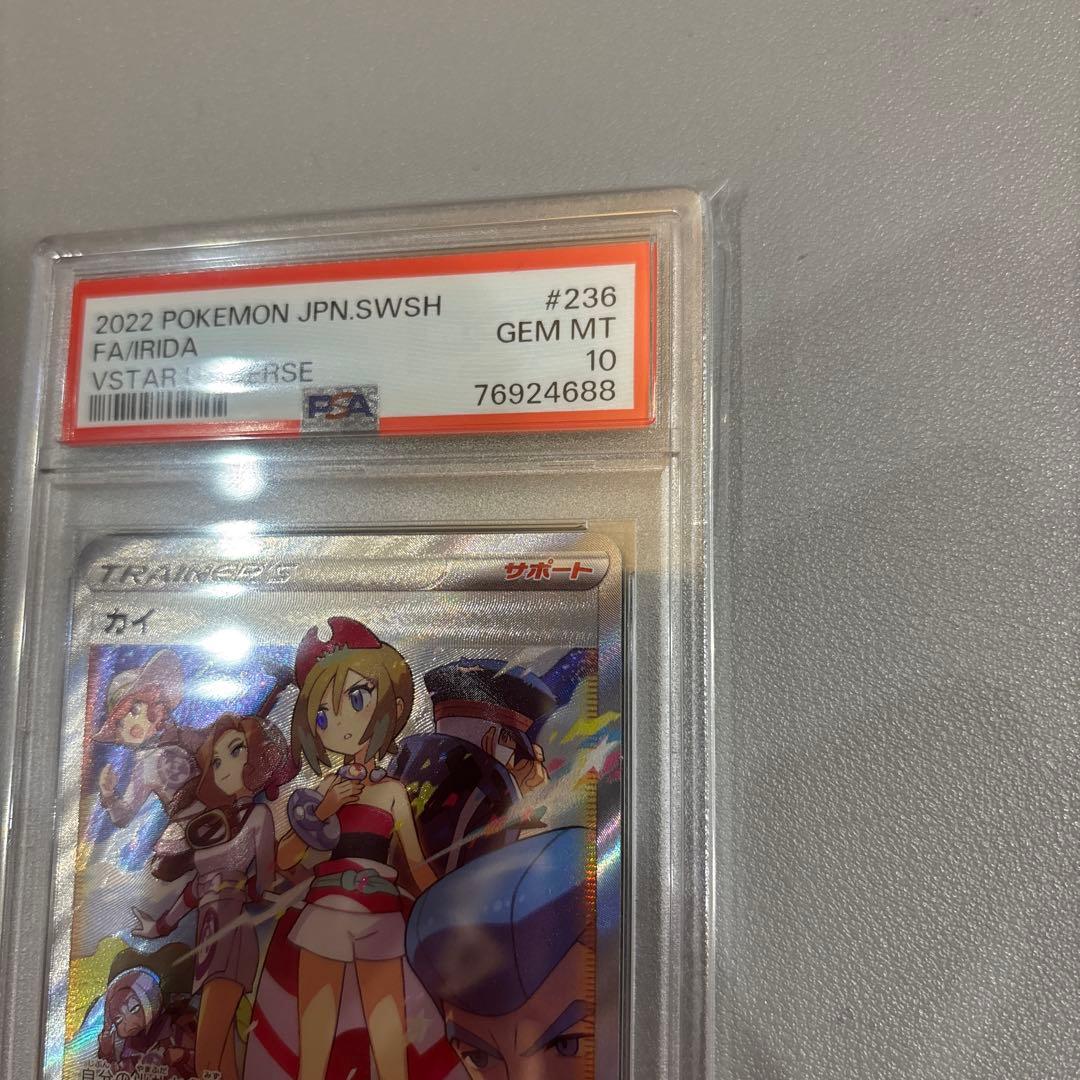 2022 POKEMON JPN.SWSH #236
FA/IRIDA GEM MT
VSTAR 10
76924688
PSA
TRAINER'S サポート
カイ